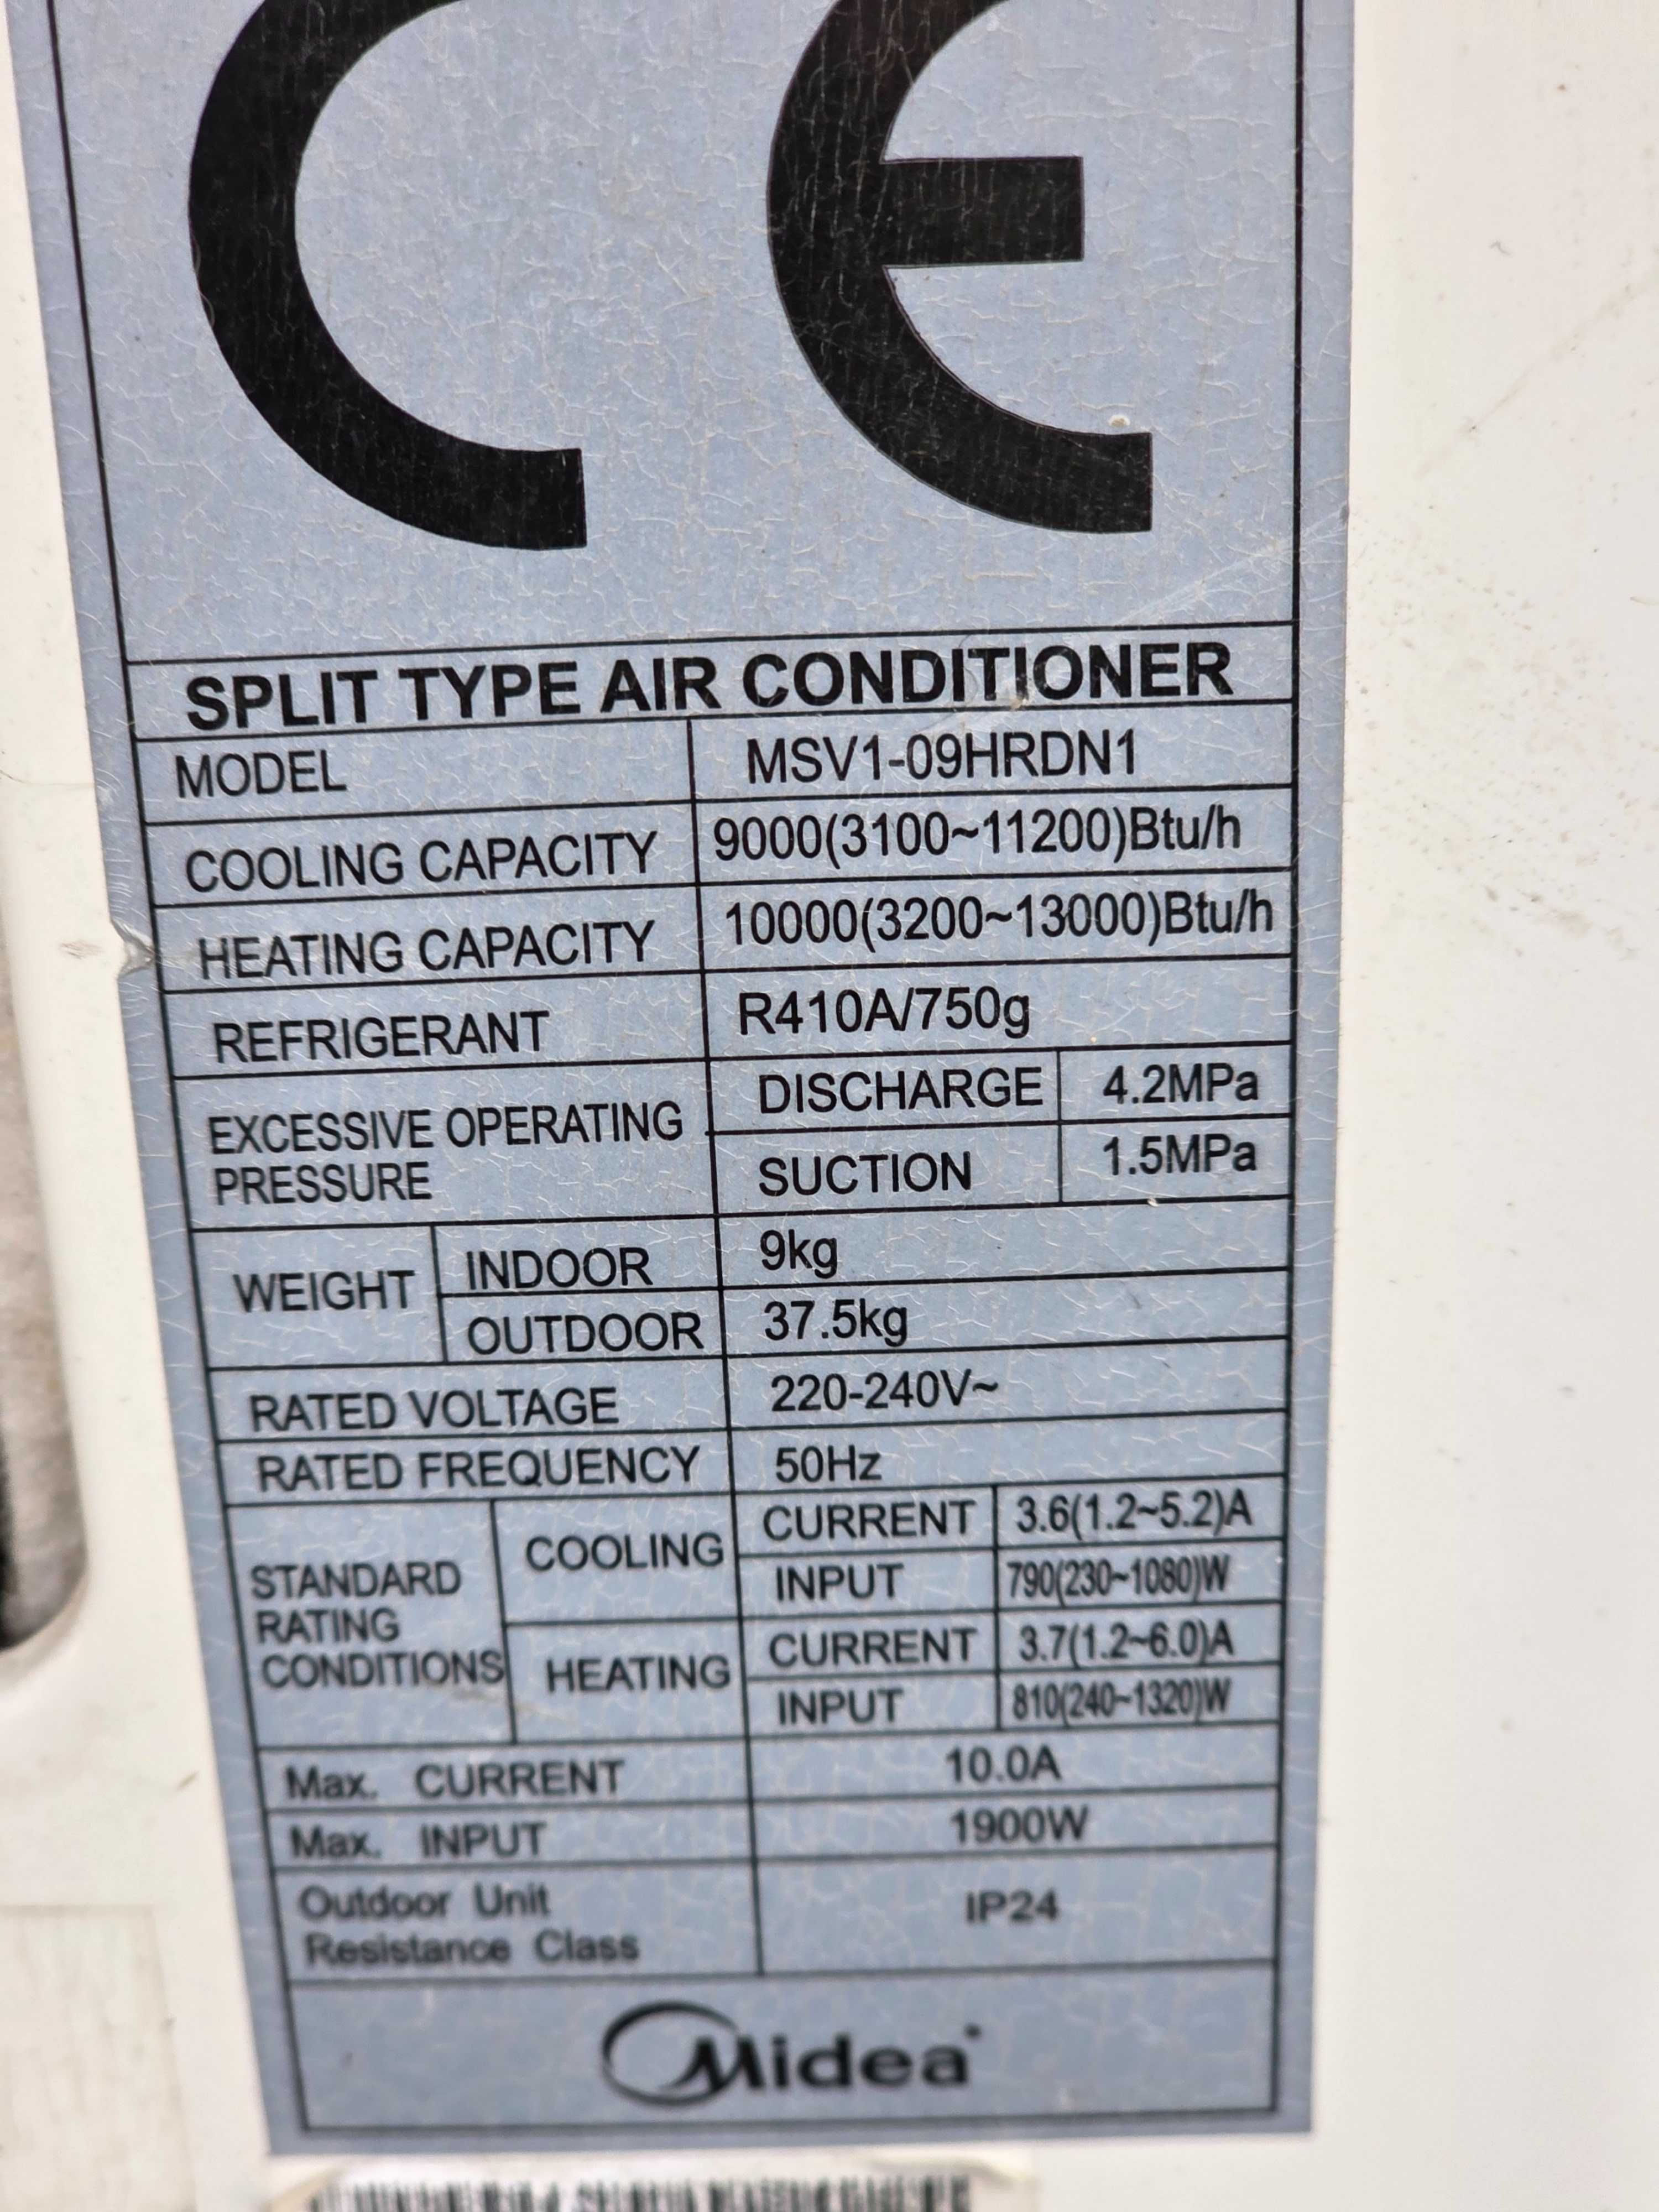 CE
SPLIT TYPE AIR CONDITIONER
MODEL MSV1-09HRDN1
COOLING CAPACITY 9000(3100~11200)Btu/h
HEATING CAPACITY 10000(3200~13000)Btu/h
REFRIGERANT R410A/750g
EXCESSIVE OPERATING
PRESSURE
DISCHARGE 4.2MPa
SUCTION 1.5MPa
WEIGHT
INDOOR 9kg
OUTDOOR 37.5kg
RATED VOLTAGE 220-240V~
RATED FREQUENCY 50Hz
STANDARD
RATING
CONDITIONS
COOLING
CURRENT 3.6(1.2~5.2)A
INPUT 790(230~1080)W
HEATING
CURRENT 3.7(1.2~6.0)A
INPUT 810(240~1320)W
Max. CURRENT 10.0A
Max. INPUT 1900W
Outdoor Unit
Resistance Class
IP24
Midea